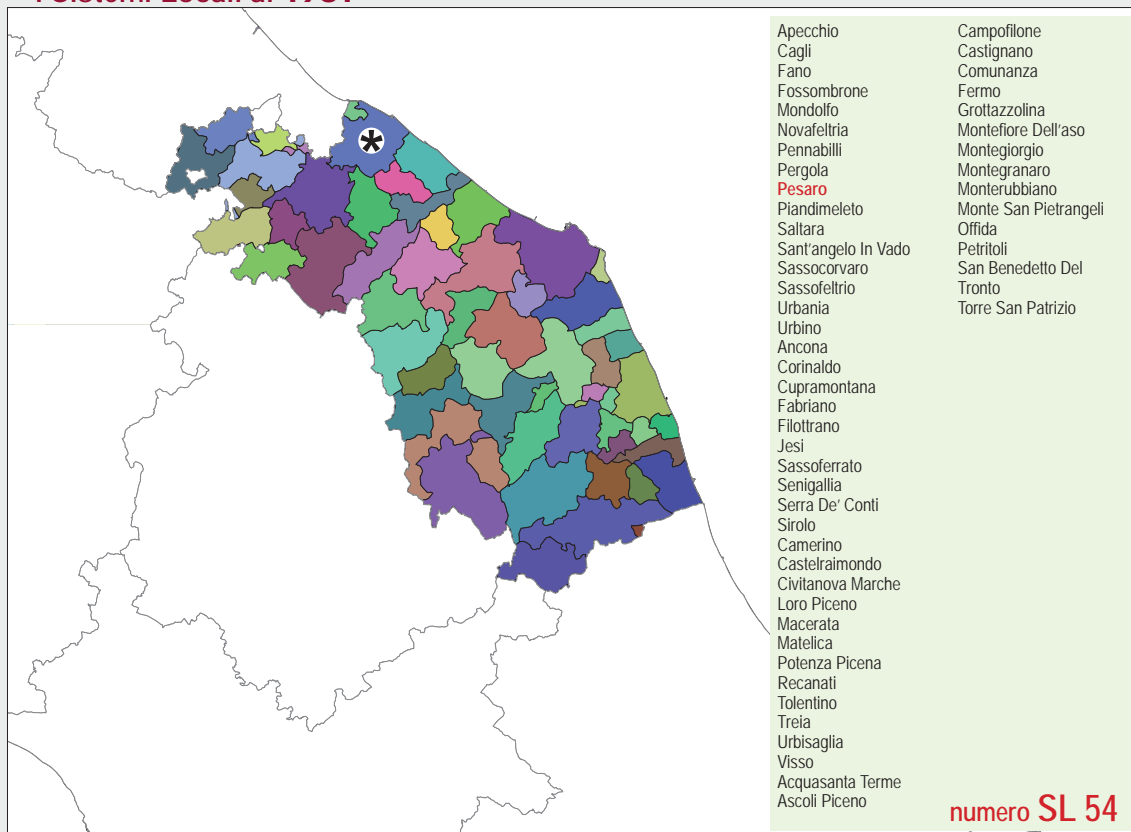 Apecchio
Cagli
Fano
Fossombrone
Mondolfo
Novafeltria
Pennabilli
Pergola
Pesaro
Piandimeleto
Saltara
Sant'angelo In Vado
Sassocorvaro
Sassofeltrio
Urbania
Urbino
Ancona
Corinaldo
Cupramontana
Fabriano
Filottrano
Jesi
Sassoferrato
Senigallia
Serra De' Conti
Sirolo
Camerino
Castelraimondo
Civitanova Marche
Loro Piceno
Macerata
Matelica
Potenza Picena
Recanati
Tolentino
Treia
Urbisaglia
Visso
Acquasanta Terme
Ascoli Piceno
Campofilone
Castignano
Comunanza
Fermo
Grottazzolina
Montefiore Dell'aso
Montegiorgio
Montegranaro
Monterubbiano
Monte San Pietrangeli
Offida
Petritoli
San Benedetto Del
Tronto
Torre San Patrizio
numero SL 54